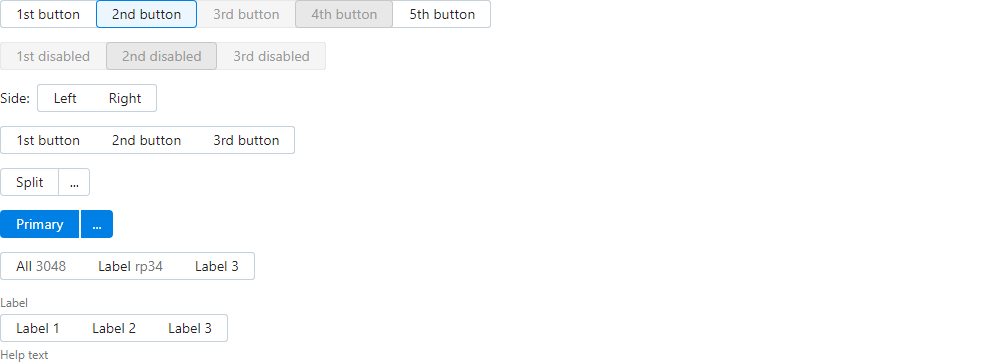 1st button 2nd button 3rd button 4th button 5th button
1st disabled 2nd disabled 3rd disabled
Side: Left Right
1st button 2nd button 3rd button
Split ...
Primary ...
All 3048 Label rp34 Label 3
Label
Label 1 Label 2 Label 3
Help text